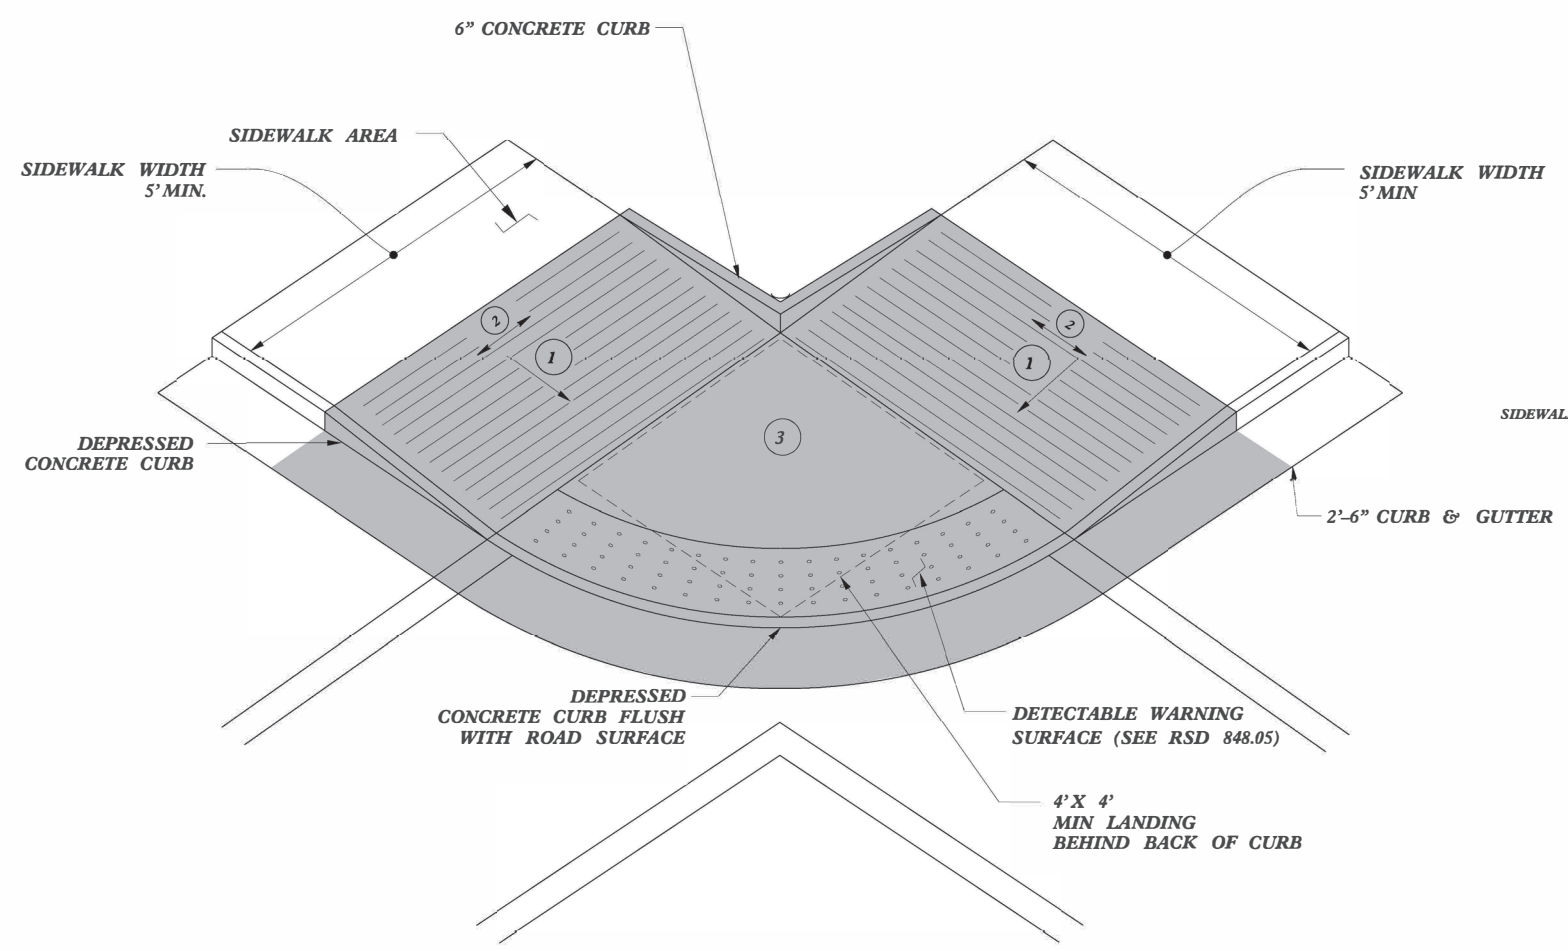 6” CONCRETE CURB
SIDEWALK AREA
SIDEWALK WIDTH
5’ MIN.
SIDEWALK WIDTH
5’ MIN
2
1
2
1
3
DEPRESSED
CONCRETE CURB
SIDEWAL
2’–6” CURB & GUTTER
DEPRESSED
CONCRETE CURB FLUSH
WITH ROAD SURFACE
DETECTABLE WARNING
SURFACE (SEE RSD 848.05)
4’ X 4’
MIN LANDING
BEHIND BACK OF CURB